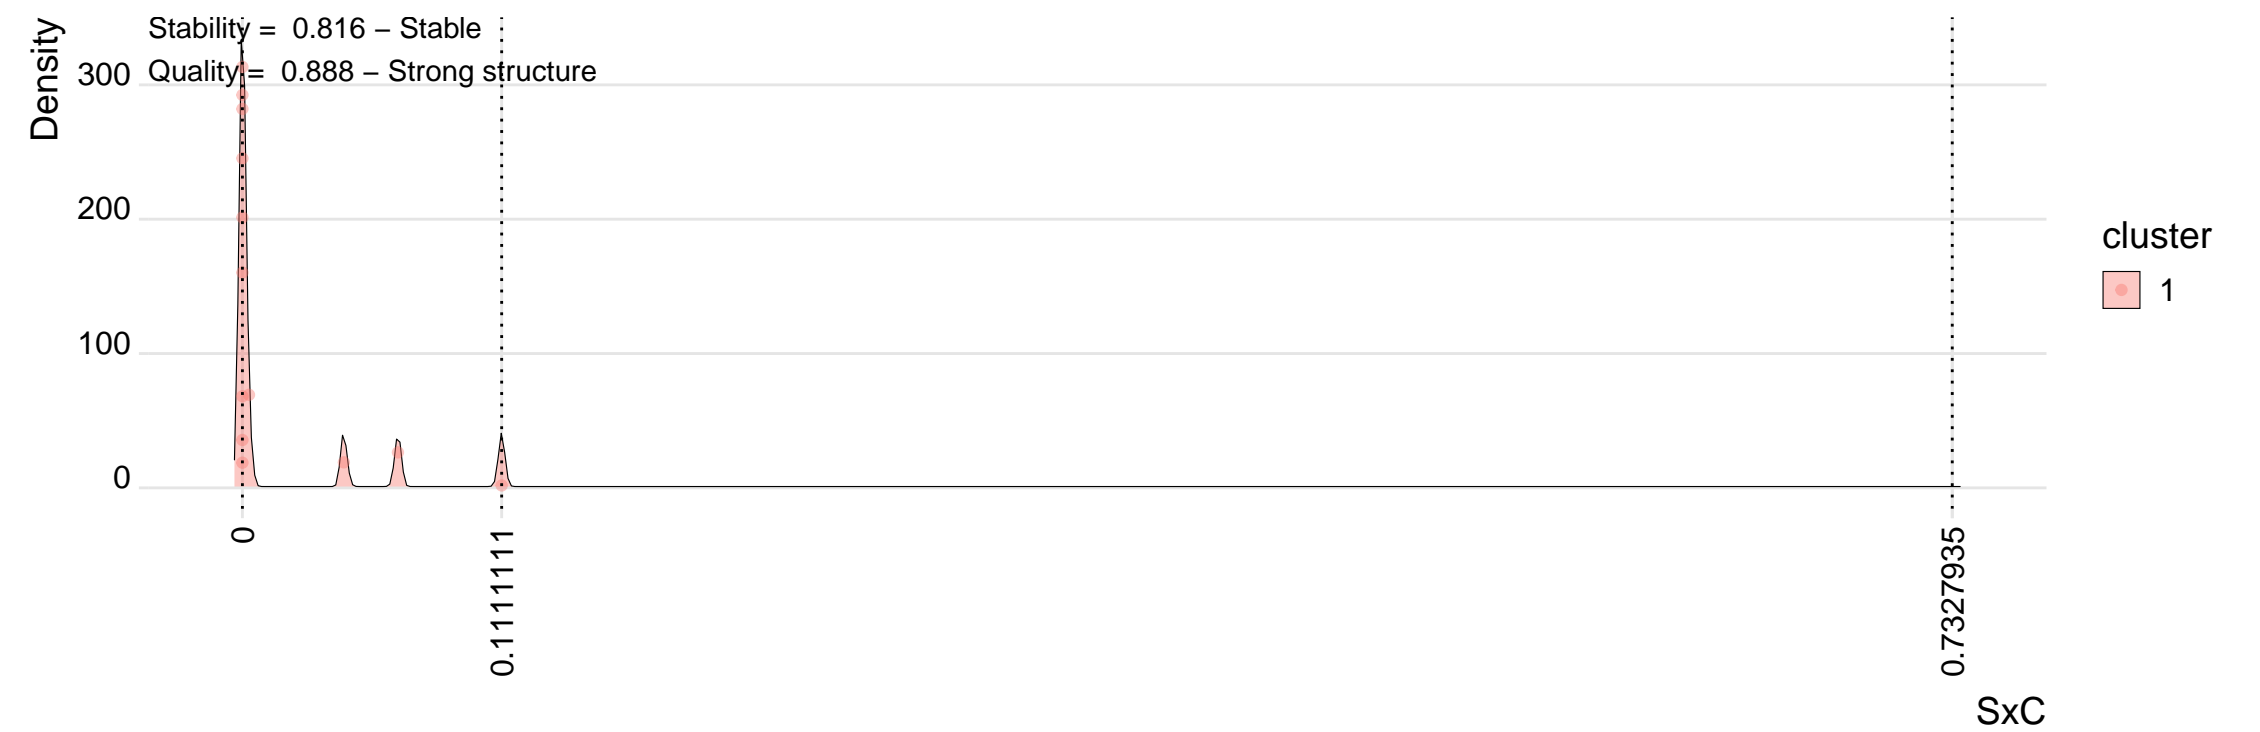 Stability = 0.816 – Stable
Quality = 0.888 – Strong structure
Density
300
200
100
0
0
0.11111111
0.7327935
SxC
cluster
1